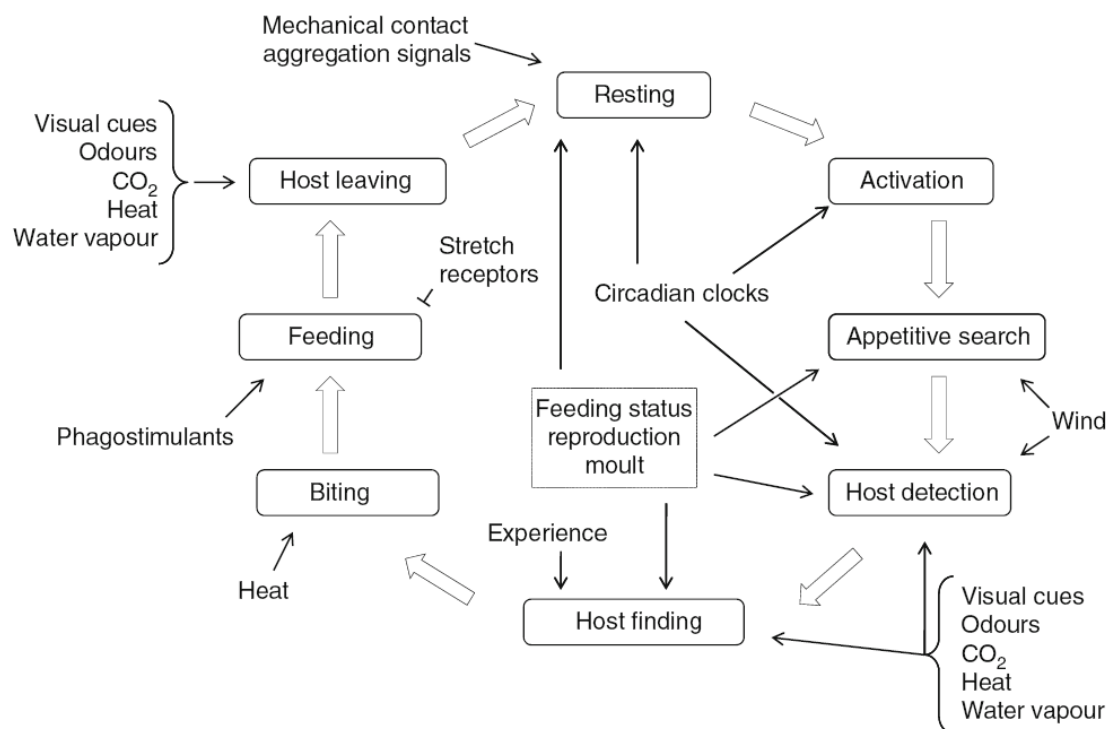 Mechanical contact
aggregation signals
Resting
Visual cues
Odours
CO₂
Heat
Water vapour
Host leaving
Activation
Stretch
receptors
Circadian clocks
Feeding
Appetitive search
Phagostimulants
Feeding status
reproduction
moult
Wind
Biting
Host detection
Experience
Heat
Host finding
Visual cues
Odours
CO₂
Heat
Water vapour